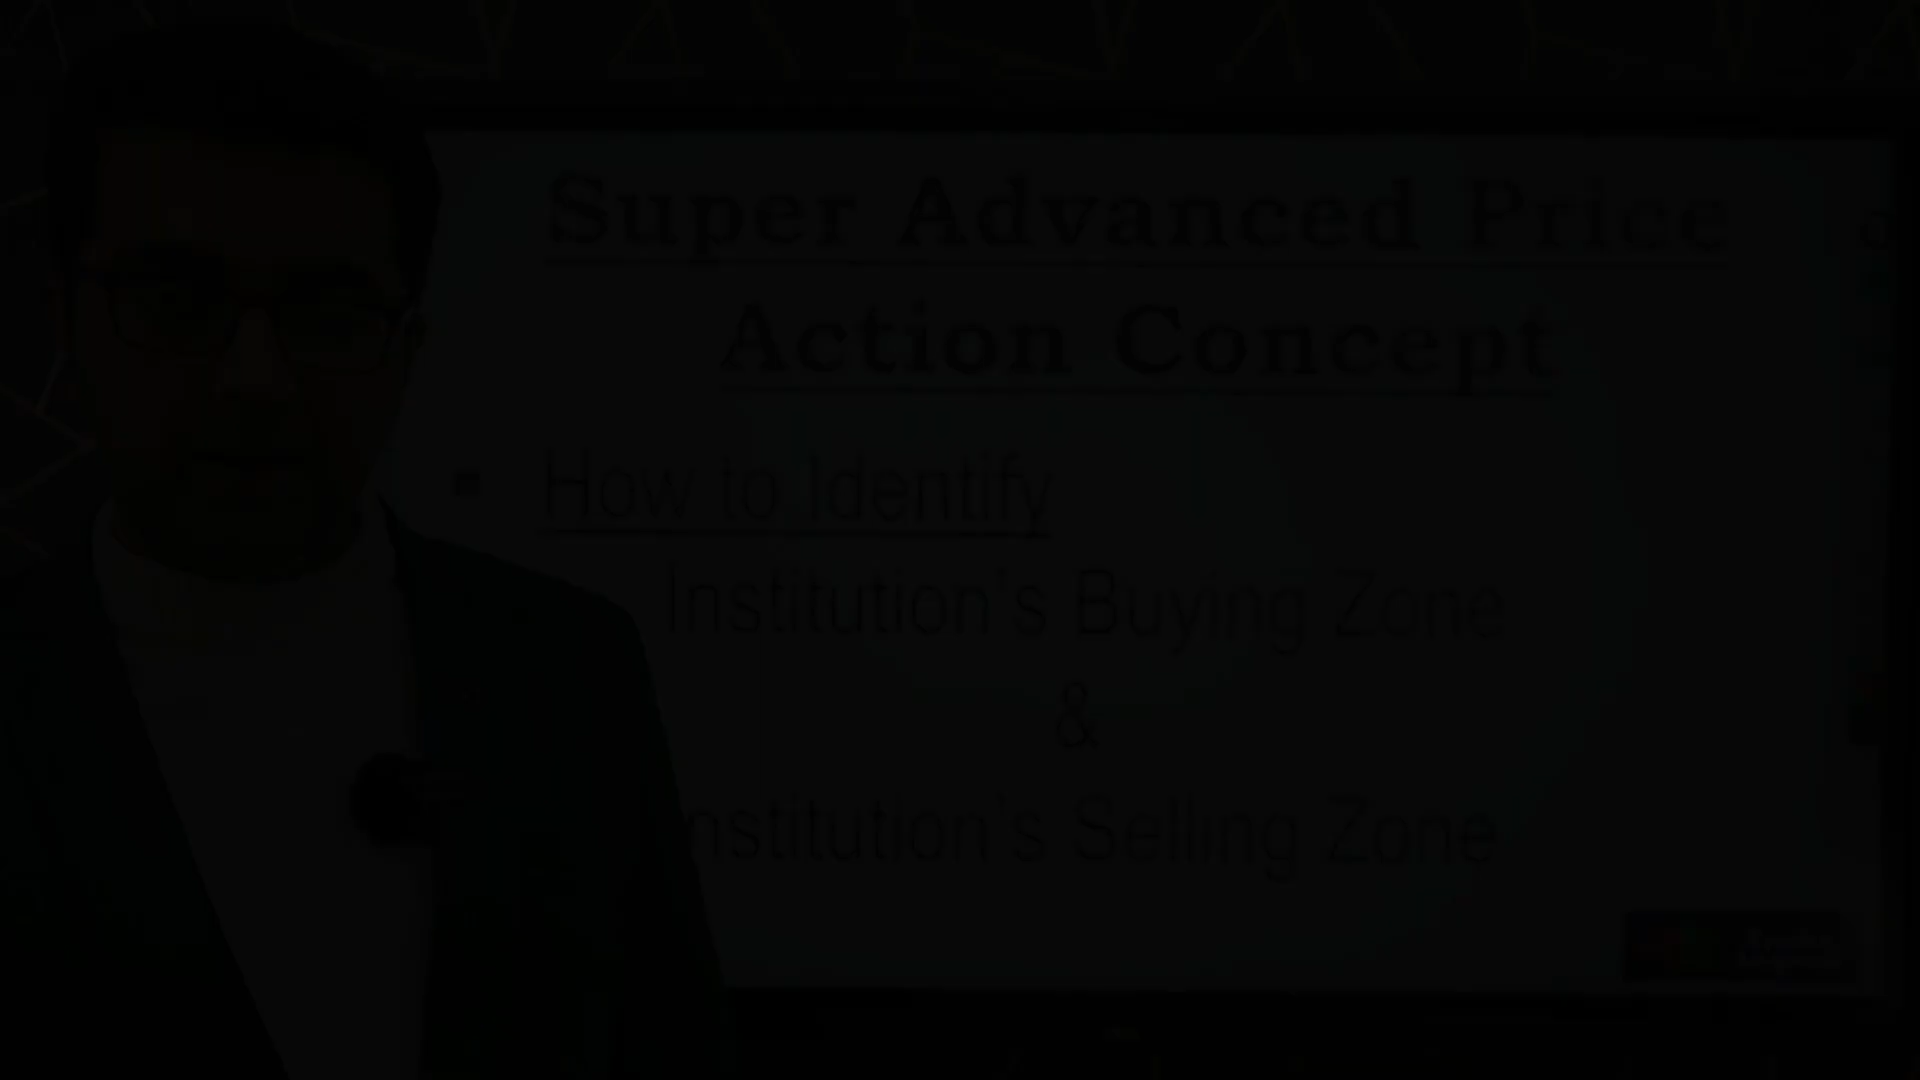 Super Advanced Price
Action Concept
▪ How to Identify
Institution's Buying Zone
&
Institution's Selling Zone